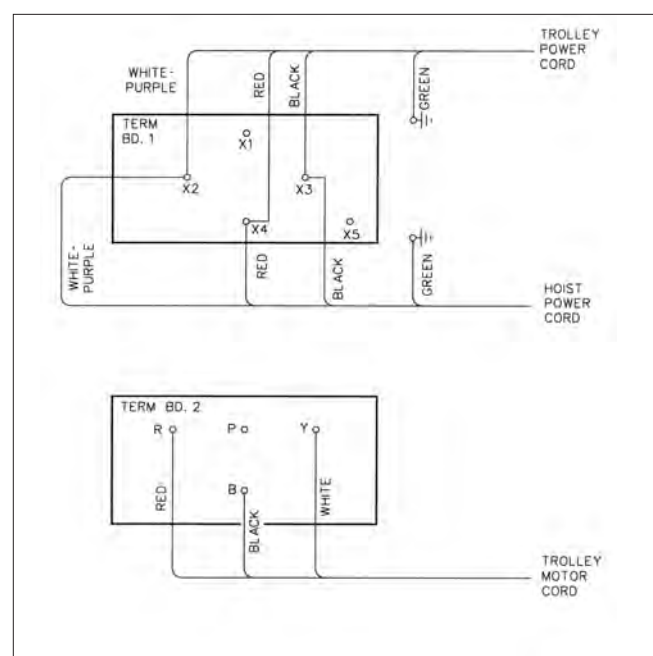 TROLLEY
POWER
CORD
WHITE-
PURPLE
RED
BLACK
GREEN
TERM
BD. 1
X1
X2
X3
X4
X5
WHITE-
PURPLE
RED
BLACK
GREEN
HOIST
POWER
CORD
TERM BD. 2
R
P
Y
B
RED
BLACK
WHITE
TROLLEY
MOTOR
CORD